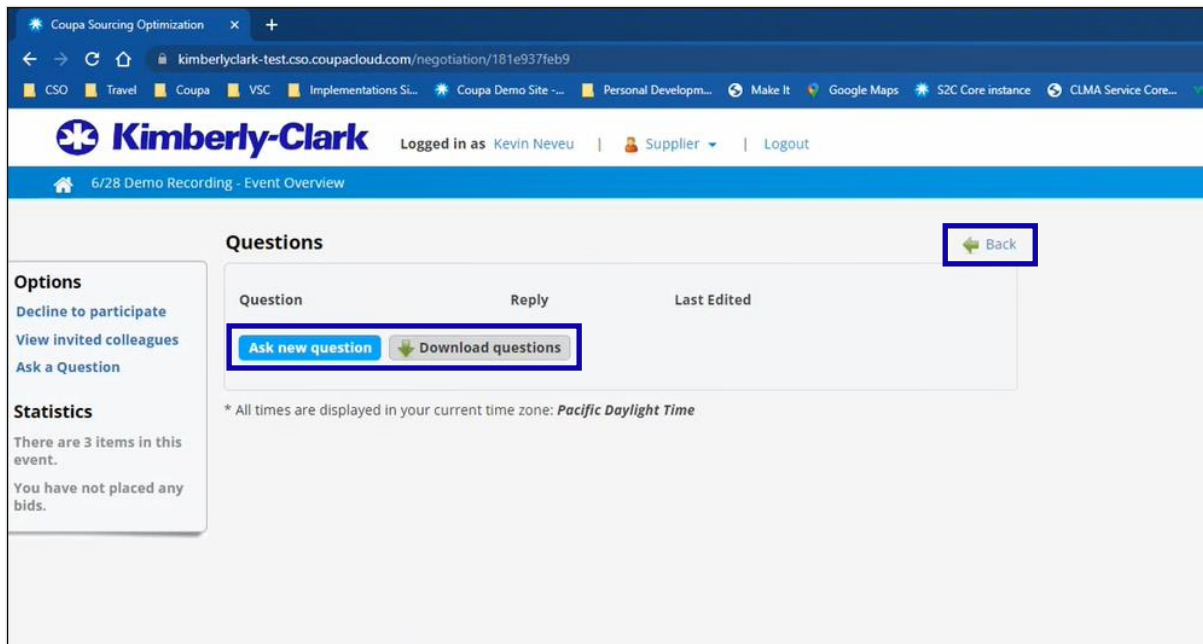 Coupa Sourcing Optimization
kimberlyclark-test.cso.coupacloud.com/negotiation/181e937feb9
CSO Travel Coupa VSC Implementations Si... Coupa Demo Site -... Personal Developm... Make It Google Maps S2C Core instance CLMA Service Core...
Kimberly-Clark Logged in as Kevin Neveu | Supplier | Logout
6/28 Demo Recording - Event Overview
Questions
Back
Options
Decline to participate
View invited colleagues
Ask a Question
Statistics
There are 3 items in this
event.
You have not placed any
bids.
Question Reply Last Edited
Ask new question Download questions
* All times are displayed in your current time zone: Pacific Daylight Time